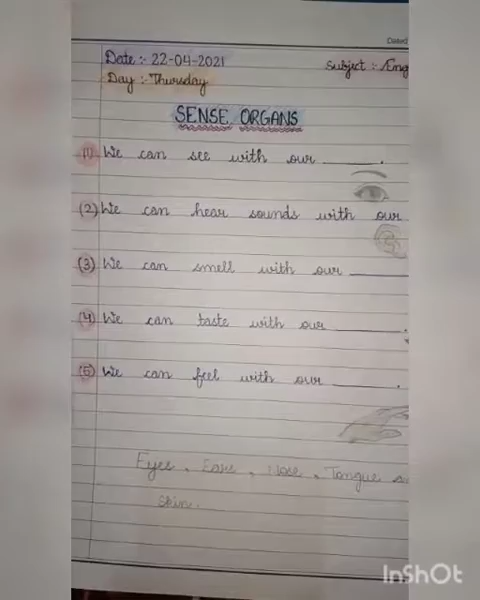 Dated
Date :- 22-04-2021 Subject :- Eng
Day :- Thursday
SENSE ORGANS
(1) We can see with our ______.
(2) We can hear sounds with our
(3) We can smell with our ______
(4) We can taste with our ______.
(5) We can feel with our ______.
Eyes, Ears, Nose, Tongue &
Skin.
InShOt